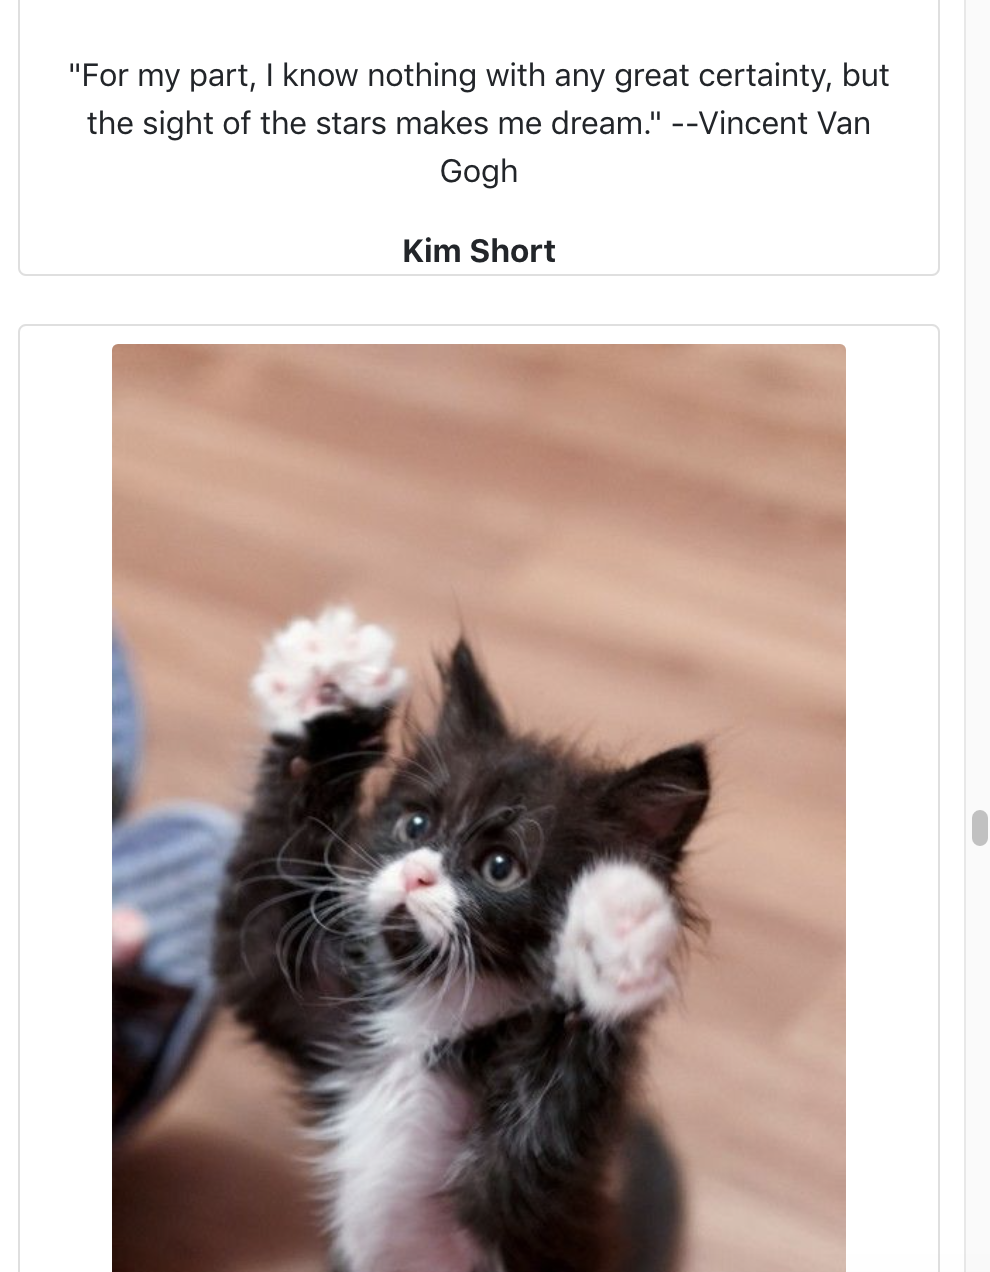 "For my part, I know nothing with any great certainty, but
the sight of the stars makes me dream." --Vincent Van
Gogh
Kim Short